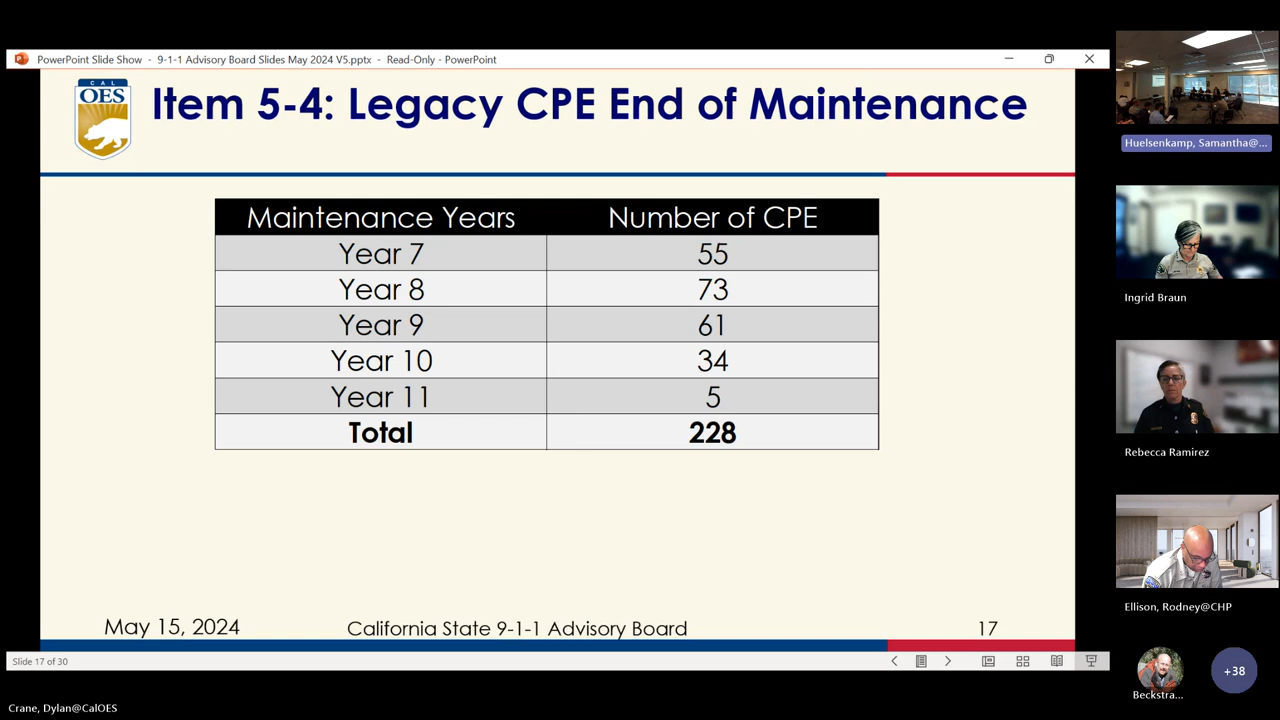 PowerPoint Slide Show - 9-1-1 Advisory Board Slides May 2024 V5.pptx - Read-Only - PowerPoint
CAL
OES
Item 5-4: Legacy CPE End of Maintenance
Maintenance Years Number of CPE
Year 7 55
Year 8 73
Year 9 61
Year 10 34
Year 11 5
Total 228
May 15, 2024 California State 9-1-1 Advisory Board 17
Slide 17 of 30
Crane, Dylan@CalOES
Huelsenkamp, Samantha@...
Ingrid Braun
Rebecca Ramirez
Ellison, Rodney@CHP
Beckstra...
+38